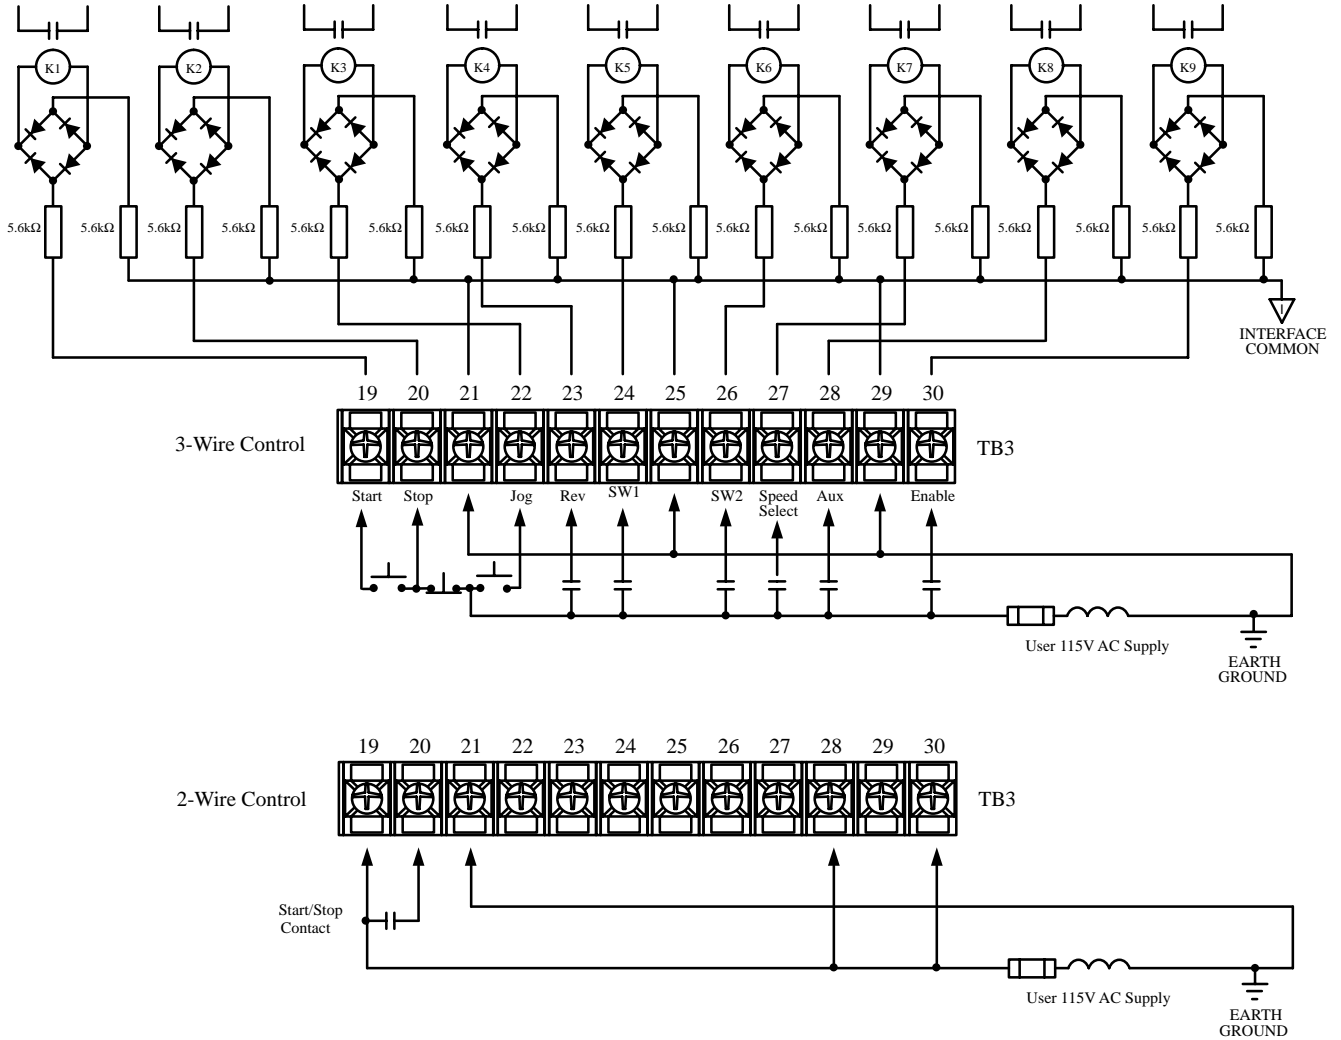 K1 K2 K3 K4 K5 K6 K7 K8 K9
5.6kΩ 5.6kΩ 5.6kΩ 5.6kΩ 5.6kΩ 5.6kΩ 5.6kΩ 5.6kΩ 5.6kΩ 5.6kΩ 5.6kΩ 5.6kΩ 5.6kΩ 5.6kΩ 5.6kΩ 5.6kΩ 5.6kΩ 5.6kΩ
INTERFACE
COMMON
19 20 21 22 23 24 25 26 27 28 29 30
3-Wire Control
TB3
Start Stop Jog Rev SW1 SW2 Speed Aux Enable
Select
User 115V AC Supply
EARTH
GROUND
19 20 21 22 23 24 25 26 27 28 29 30
2-Wire Control
TB3
Start/Stop
Contact
User 115V AC Supply
EARTH
GROUND